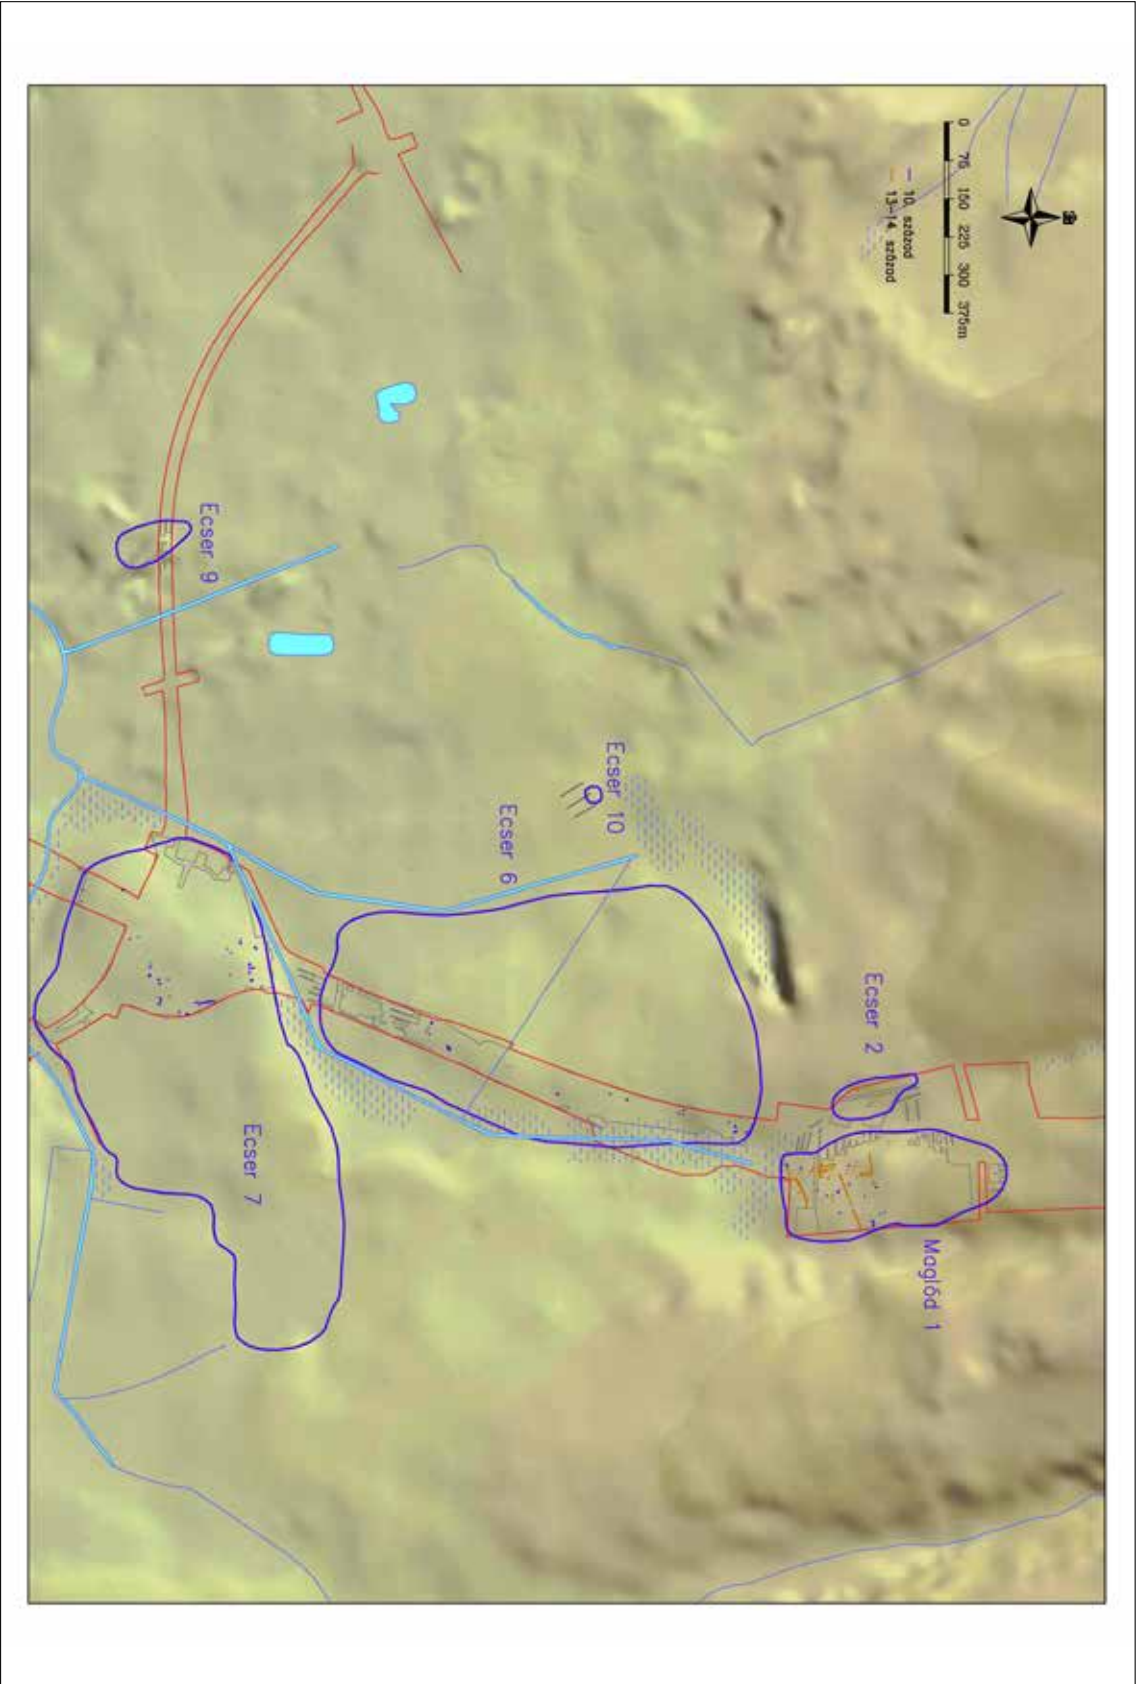 0 75 150 225 300 375m
10. század
13-14. század
É
Ecser 9
Ecser 10
Ecser 6
Ecser 2
Ecser 7
Maglód 1